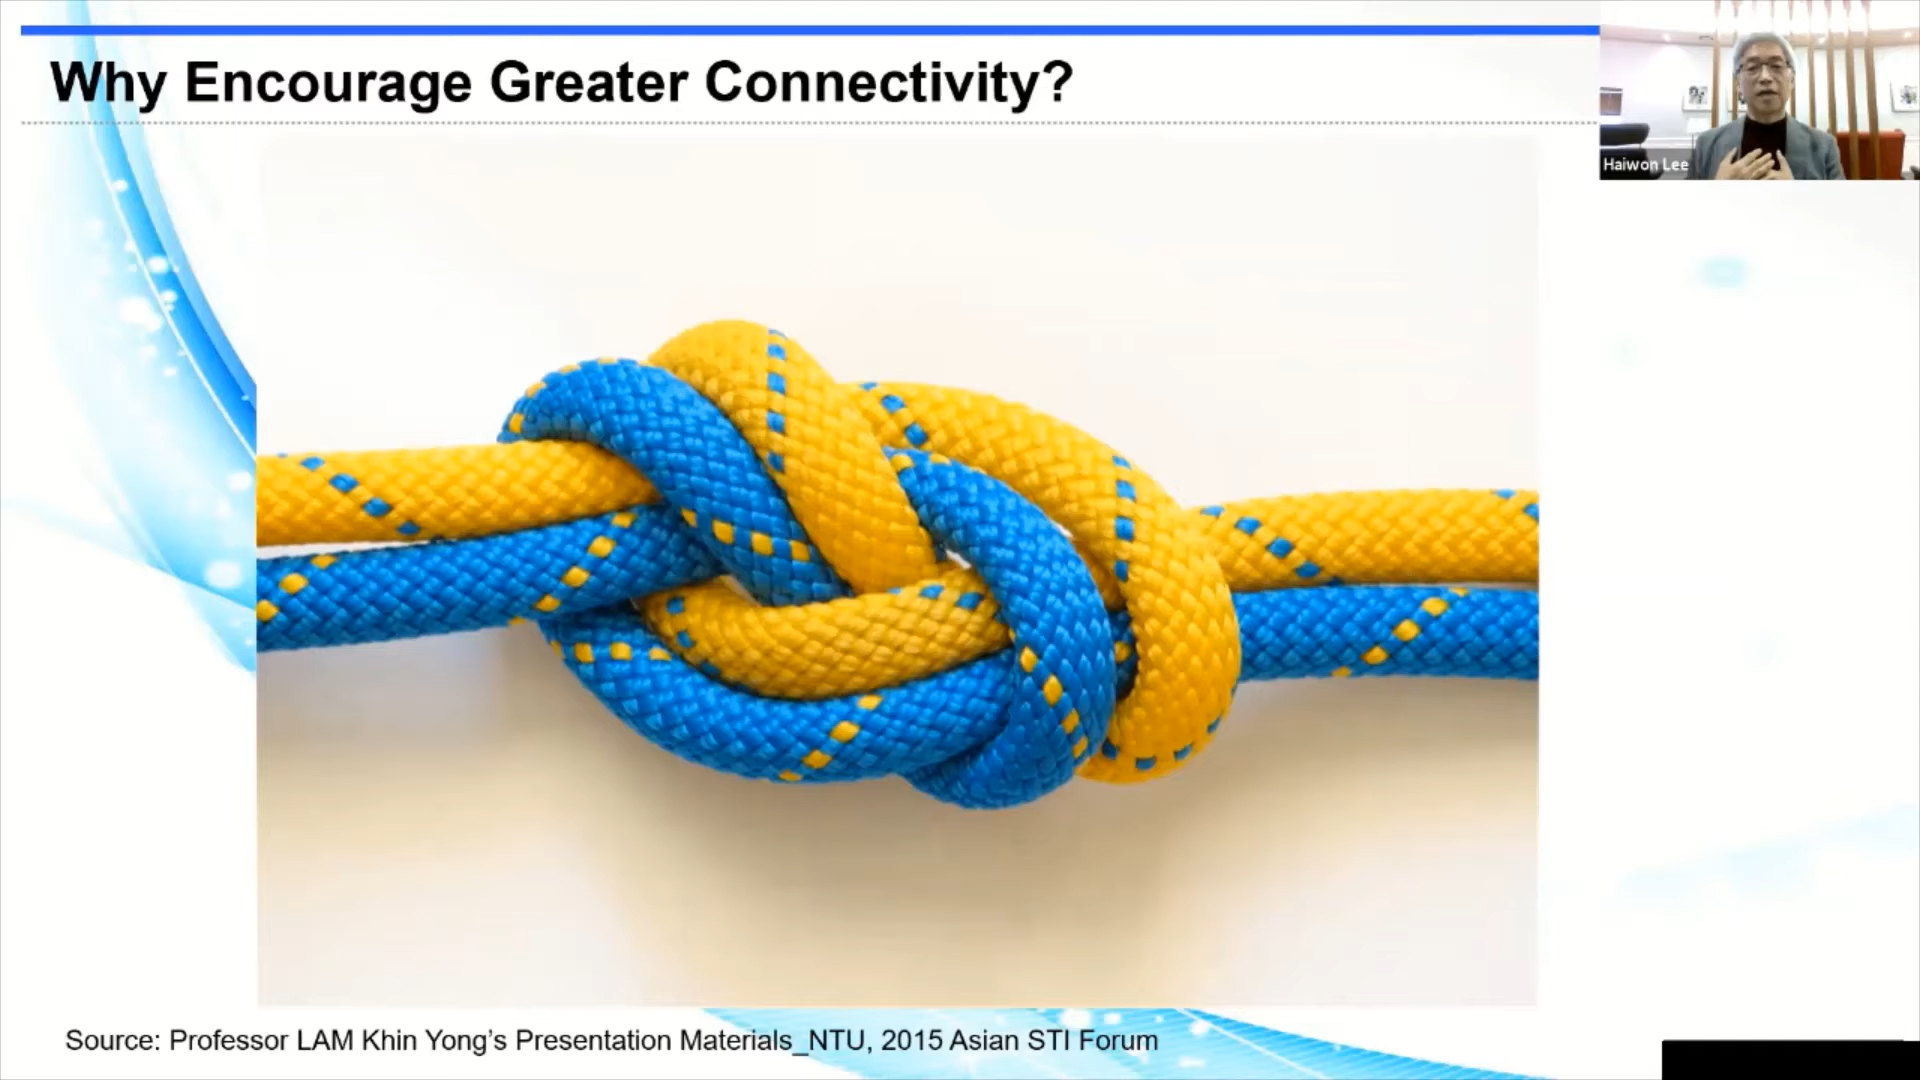 Why Encourage Greater Connectivity?
Haiwon Lee
Source: Professor LAM Khin Yong’s Presentation Materials_NTU, 2015 Asian STI Forum